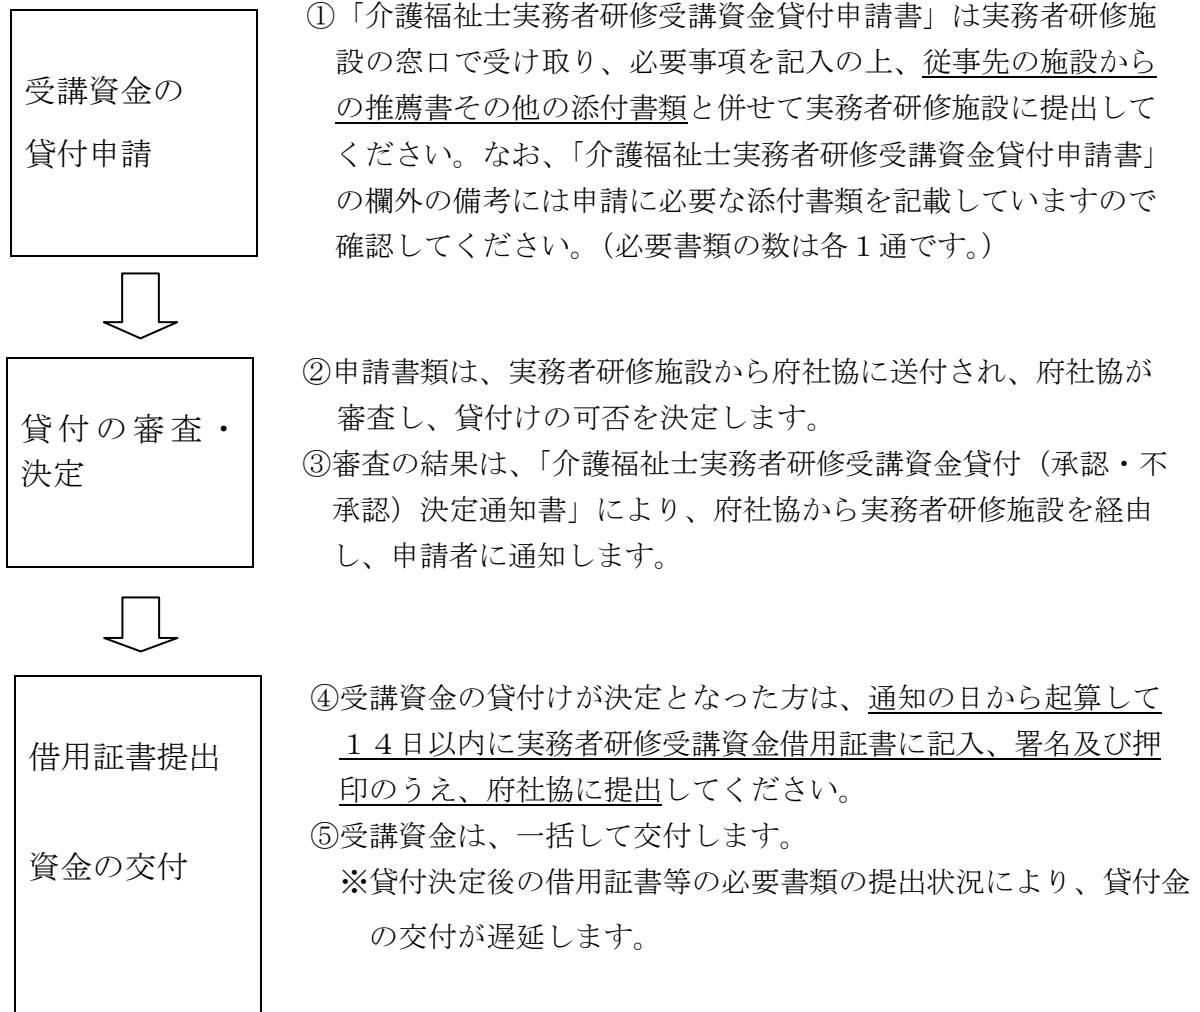 受講資金の
貸付申請
①「介護福祉士実務者研修受講資金貸付申請書」は実務者研修施
設の窓口で受け取り、必要事項を記入の上、従事先の施設から
の推薦書その他の添付書類と併せて実務者研修施設に提出して
ください。なお、「介護福祉士実務者研修受講資金貸付申請書」
の欄外の備考には申請に必要な添付書類を記載していますので
確認してください。（必要書類の数は各１通です。）
貸付の審査・
決定
②申請書類は、実務者研修施設から府社協に送付され、府社協が
審査し、貸付けの可否を決定します。
③審査の結果は、「介護福祉士実務者研修受講資金貸付（承認・不
承認）決定通知書」により、府社協から実務者研修施設を経由
し、申請者に通知します。
借用証書提出
資金の交付
④受講資金の貸付けが決定となった方は、通知の日から起算して
１４日以内に実務者研修受講資金借用証書に記入、署名及び押
印のうえ、府社協に提出してください。
⑤受講資金は、一括して交付します。
※貸付決定後の借用証書等の必要書類の提出状況により、貸付金
の交付が遅延します。